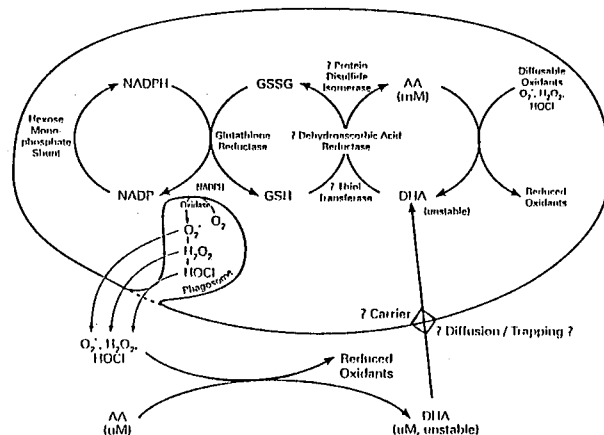 NADPH
GSSG
? Protein
Disulfide
Isomerase
AA
(mM)
Diffusable
Oxidants
O2-, H2O2,
HOCl
Hexose
Mono-
phosphate
Shunt
Glutathione
Reductase
? Dehydroascorbic Acid
Reductase
NADP
GSH
? Thiol
Transferase
DHA
(unstable)
Reduced
Oxidants
NADPH
Oxidase
O2
O2-
H2O2
HOCl
Phagosome
? Carrier
? Diffusion / Trapping ?
O2-, H2O2,
HOCl
Reduced
Oxidants
AA
(uM)
DHA
(uM, unstable)